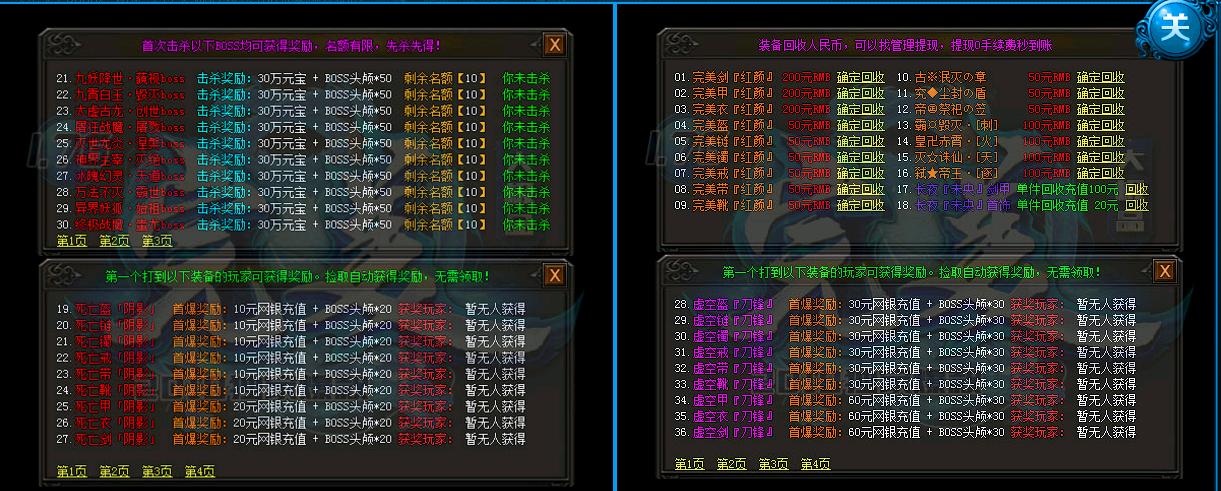 首次击杀以下BOSS均可获得奖励，名额有限，先杀先得！
21.九妖降世·藐视boss 击杀奖励：30万元宝 + BOSS头颅*50 剩余名额【10】 你未击杀
22.九霄白王·毁灭boss 击杀奖励：30万元宝 + BOSS头颅*50 剩余名额【10】 你未击杀
23.太虚古龙·创世boss 击杀奖励：30万元宝 + BOSS头颅*50 剩余名额【10】 你未击杀
24. boss 击杀奖励：30万元宝 + BOSS头颅*50 剩余名额【10】 你未击杀
25.灭世龙炎· boss 击杀奖励：30万元宝 + BOSS头颅*50 剩余名额【10】 你未击杀
26.神界主宰·灭绝boss 击杀奖励：30万元宝 + BOSS头颅*50 剩余名额【10】 你未击杀
27.冰魄幻灵·天道boss 击杀奖励：30万元宝 + BOSS头颅*50 剩余名额【10】 你未击杀
28.万法不灭·霸世boss 击杀奖励：30万元宝 + BOSS头颅*50 剩余名额【10】 你未击杀
29.异界妖狐·始祖boss 击杀奖励：30万元宝 + BOSS头颅*50 剩余名额【10】 你未击杀
30.终极战魔· boss 击杀奖励：30万元宝 + BOSS头颅*50 剩余名额【10】 你未击杀
第1页 第2页 第3页
第一个打到以下装备的玩家可获得奖励。捡取自动获得奖励，无需领取！
19.死亡盔「阴影」 首爆奖励：10元网银充值 + BOSS头颅*20 获奖玩家： 暂无人获得
20.死亡链「阴影」 首爆奖励：10元网银充值 + BOSS头颅*20 获奖玩家： 暂无人获得
21.死亡镯「阴影」 首爆奖励：10元网银充值 + BOSS头颅*20 获奖玩家： 暂无人获得
22.死亡戒「阴影」 首爆奖励：10元网银充值 + BOSS头颅*20 获奖玩家： 暂无人获得
23.死亡带「阴影」 首爆奖励：10元网银充值 + BOSS头颅*20 获奖玩家： 暂无人获得
24.死亡靴「阴影」 首爆奖励：10元网银充值 + BOSS头颅*20 获奖玩家： 暂无人获得
25.死亡甲「阴影」 首爆奖励：20元网银充值 + BOSS头颅*20 获奖玩家： 暂无人获得
26.死亡衣「阴影」 首爆奖励：20元网银充值 + BOSS头颅*20 获奖玩家： 暂无人获得
27.死亡剑「阴影」 首爆奖励：20元网银充值 + BOSS头颅*20 获奖玩家： 暂无人获得
第1页 第2页 第3页 第4页
关
装备回收人民币，可以找管理提现，提现0手续费秒到账
01.完美剑『红颜』 200元RMB 确定回收 10.古※泯灭の章 50元RMB 确定回收
02.完美甲『红颜』 200元RMB 确定回收 11.究◆尘封の盾 50元RMB 确定回收
03.完美衣『红颜』 200元RMB 确定回收 12.帝⊕祭祀の笠 50元RMB 确定回收
04.完美盔『红颜』 50元RMB 确定回收 13.霸¤毁灭·[刺] 100元RMB 确定回收
05.完美链『红颜』 50元RMB 确定回收 14.皇卍赤霄·[火] 100元RMB 确定回收
06.完美镯『红颜』 50元RMB 确定回收 15.灭☆诛仙·[天] 100元RMB 确定回收
07.完美戒『红颜』 50元RMB 确定回收 16.弑★帝王·[逐] 100元RMB 确定回收
08.完美带『红颜』 50元RMB 确定回收 17.长夜『未央』剑甲 单件回收充值100元 回收
09.完美靴『红颜』 50元RMB 确定回收 18.长夜『未央』首饰 单件回收充值 20元 回收
第一个打到以下装备的玩家可获得奖励。捡取自动获得奖励，无需领取！
28.虚空盔『刀锋』 首爆奖励：30元网银充值 + BOSS头颅*30 获奖玩家： 暂无人获得
29.虚空链『刀锋』 首爆奖励：30元网银充值 + BOSS头颅*30 获奖玩家： 暂无人获得
30.虚空镯『刀锋』 首爆奖励：30元网银充值 + BOSS头颅*30 获奖玩家： 暂无人获得
31.虚空戒『刀锋』 首爆奖励：30元网银充值 + BOSS头颅*30 获奖玩家： 暂无人获得
32.虚空带『刀锋』 首爆奖励：30元网银充值 + BOSS头颅*30 获奖玩家： 暂无人获得
33.虚空靴『刀锋』 首爆奖励：30元网银充值 + BOSS头颅*30 获奖玩家： 暂无人获得
34.虚空甲『刀锋』 首爆奖励：60元网银充值 + BOSS头颅*30 获奖玩家： 暂无人获得
35.虚空衣『刀锋』 首爆奖励：60元网银充值 + BOSS头颅*30 获奖玩家： 暂无人获得
36.虚空剑『刀锋』 首爆奖励：60元网银充值 + BOSS头颅*30 获奖玩家： 暂无人获得
第1页 第2页 第3页 第4页